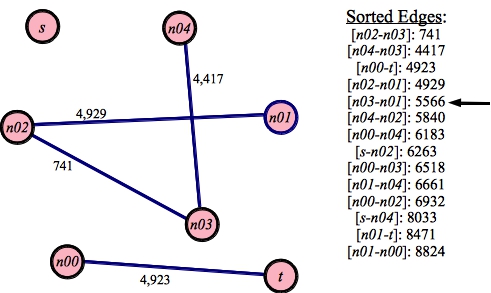 s
n04
4,417
4,929
n01
n02
741
n03
n00
4,923
t
Sorted Edges:
[n02-n03]: 741
[n04-n03]: 4417
[n00-t]: 4923
[n02-n01]: 4929
[n03-n01]: 5566
[n04-n02]: 5840
[n00-n04]: 6183
[s-n02]: 6263
[n00-n03]: 6518
[n01-n04]: 6661
[n00-n02]: 6932
[s-n04]: 8033
[n01-t]: 8471
[n01-n00]: 8824